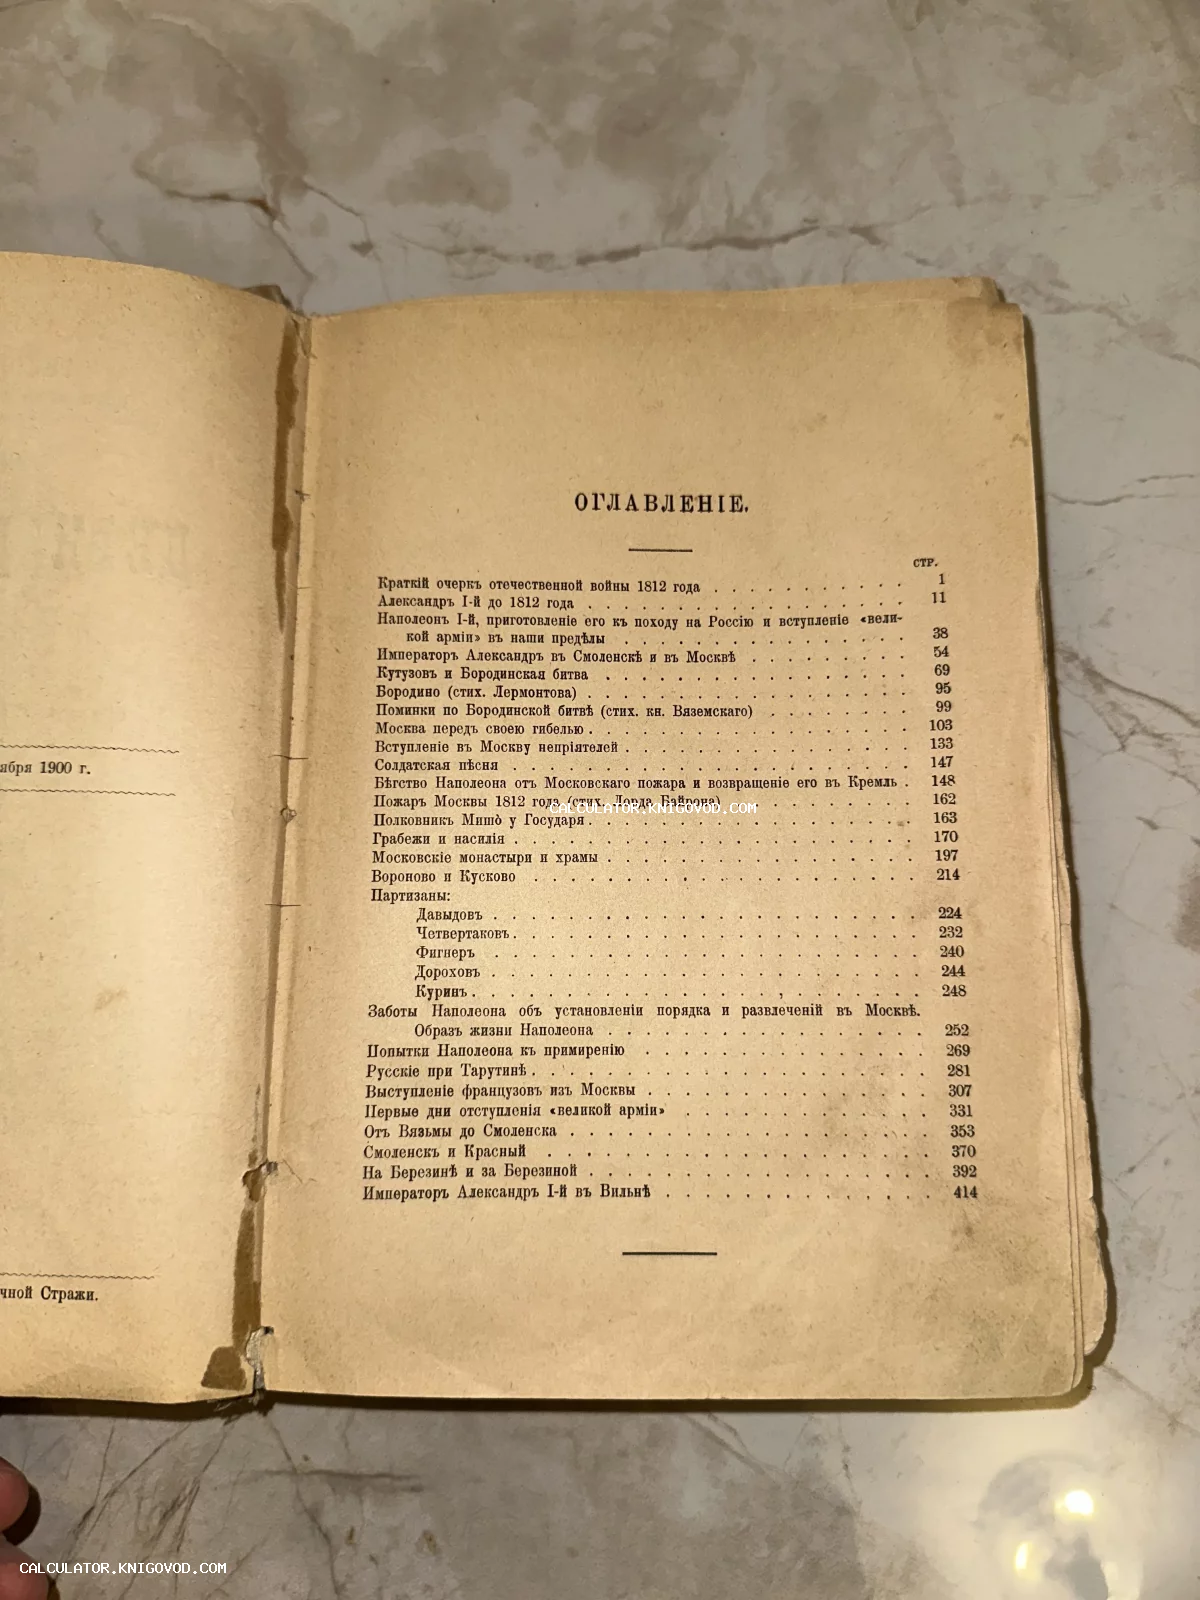 ября 1900 г.
чной Стражи.
ОГЛАВЛЕНІЕ.
СТР.
Краткій очеркъ отечественной войны 1812 года . . . . . . . . . . . 1
Александръ I-й до 1812 года . . . . . . . . . . . . . . . . . . 11
Наполеонъ I-й, приготовленіе его къ походу на Россію и вступленіе «вели-
кой арміи» въ наши предѣлы . . . . . . . . . . . . . . . . 38
Императоръ Александръ въ Смоленскѣ и въ Москвѣ . . . . . . . . . 54
Кутузовъ и Бородинская битва . . . . . . . . . . . . . . . . . 69
Бородино (стих. Лермонтова) . . . . . . . . . . . . . . . . . . 95
Поминки по Бородинской битвѣ (стих. кн. Вяземскаго) . . . . . . . . 99
Москва передъ своею гибелью . . . . . . . . . . . . . . . . . . 103
Вступленіе въ Москву непріятелей . . . . . . . . . . . . . . . . 133
Солдатская пѣсня . . . . . . . . . . . . . . . . . . . . . . 147
Бѣгство Наполеона отъ Московскаго пожара и возвращеніе его въ Кремль . 148
Пожаръ Москвы 1812 года (стих. Лорда Байрона) . . . . . . . . . . 162
CALCULATOR.KNIGOVOD.COM
Полковникъ Мишо̀ у Государя . . . . . . . . . . . . . . . . . . 163
Грабежи и насилія . . . . . . . . . . . . . . . . . . . . . . 170
Московскіе монастыри и храмы . . . . . . . . . . . . . . . . . 197
Вороново и Кусково . . . . . . . . . . . . . . . . . . . . . 214
Партизаны:
Давыдовъ . . . . . . . . . . . . . . . . . . . . . . . 224
Четвертаковъ . . . . . . . . . . . . . . . . . . . . . . 232
Фигнеръ . . . . . . . . . . . . . . . . . . . . . . . 240
Дороховъ . . . . . . . . . . . . . . . . . . . . . . . 244
Куринъ . . . . . . . . . . . . . . . . . . . . . . . . 248
Заботы Наполеона объ установленіи порядка и развлеченій въ Москвѣ.
Образъ жизни Наполеона . . . . . . . . . . . . . . . . . 252
Попытки Наполеона къ примиренію . . . . . . . . . . . . . . . 269
Русскіе при Тарутинѣ . . . . . . . . . . . . . . . . . . . . . 281
Выступленіе французовъ изъ Москвы . . . . . . . . . . . . . . . 307
Первые дни отступленія «великой арміи» . . . . . . . . . . . . . 331
Отъ Вязьмы до Смоленска . . . . . . . . . . . . . . . . . . . 353
Смоленскъ и Красный . . . . . . . . . . . . . . . . . . . . 370
На Березинѣ и за Березиной . . . . . . . . . . . . . . . . . . 392
Императоръ Александръ I-й въ Вильнѣ . . . . . . . . . . . . . . 414
CALCULATOR.KNIGOVOD.COM